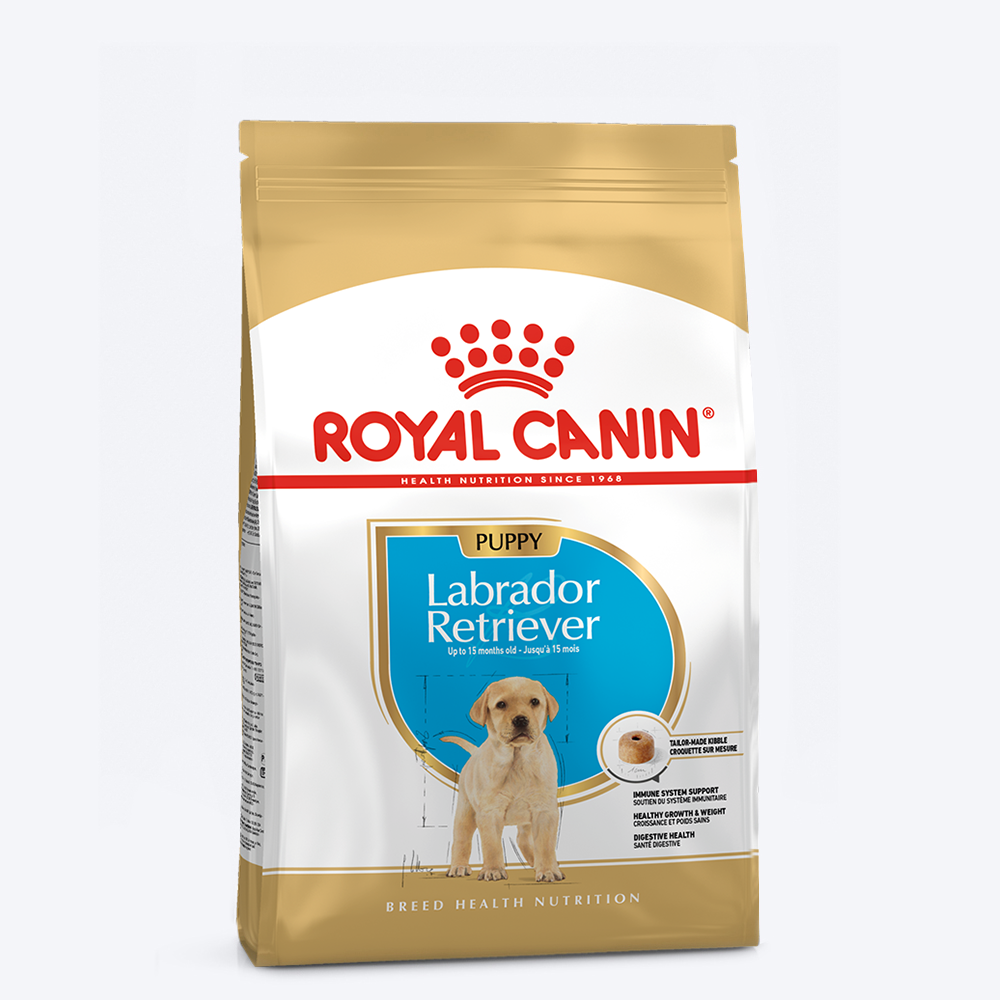 ROYAL CANIN®
HEALTH NUTRITION SINCE 1968
PUPPY
Labrador
Retriever
Up to 15 months old - Jusqu'à 15 mois
TAILOR-MADE KIBBLE
CROQUETTE SUR MESURE
IMMUNE SYSTEM SUPPORT
SOUTIEN DU SYSTÈME IMMUNITAIRE
HEALTHY GROWTH & WEIGHT
CROISSANCE ET POIDS SAINS
DIGESTIVE HEALTH
SANTÉ DIGESTIVE
BREED HEALTH NUTRITION